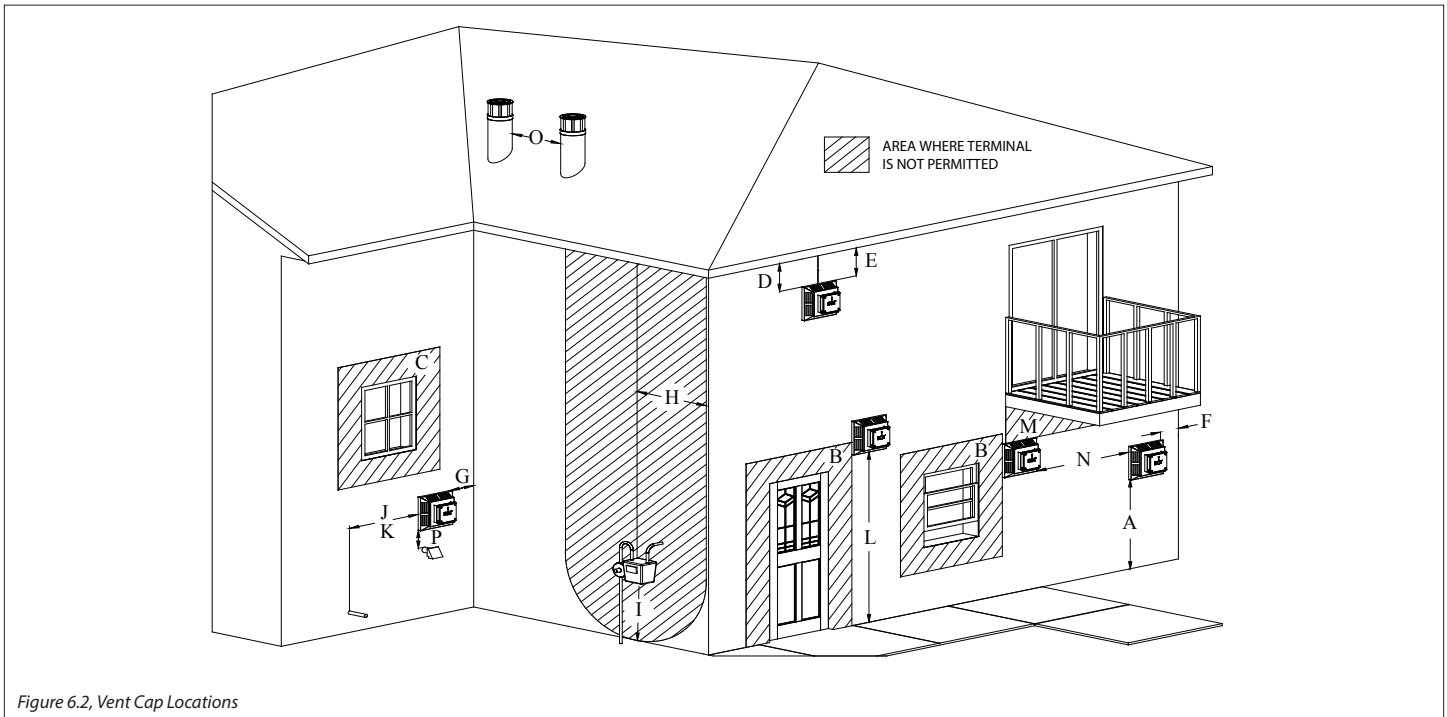 O
AREA WHERE TERMINAL
IS NOT PERMITTED
D
E
C
H
F
M
B
B
N
G
J
K
P
A
L
I
Figure 6.2, Vent Cap Locations